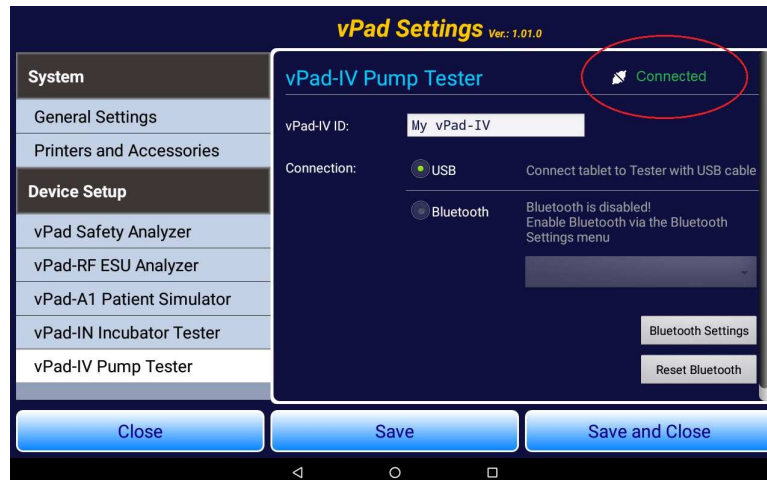 vPad Settings Ver.: 1.01.0
System
General Settings
Printers and Accessories
Device Setup
vPad Safety Analyzer
vPad-RF ESU Analyzer
vPad-A1 Patient Simulator
vPad-IN Incubator Tester
vPad-IV Pump Tester
vPad-IV Pump Tester
Connected
vPad-IV ID:
My vPad-IV
Connection:
USB
Connect tablet to Tester with USB cable
Bluetooth
Bluetooth is disabled!
Enable Bluetooth via the Bluetooth
Settings menu
Bluetooth Settings
Reset Bluetooth
Close
Save
Save and Close